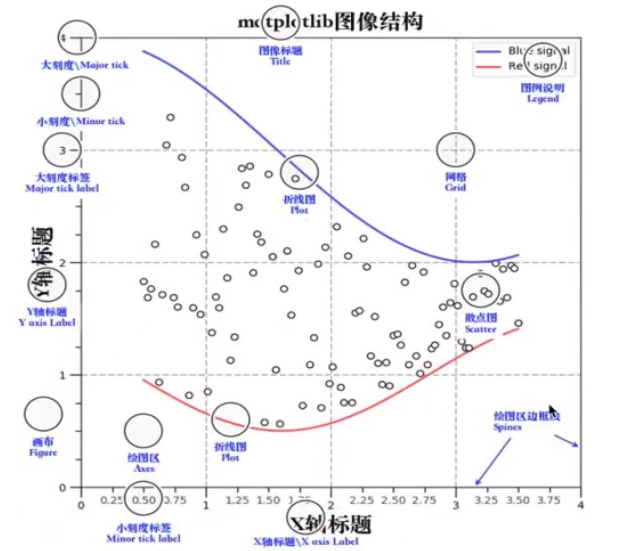 matplotlib图像结构
图像标题
Title
4
大刻度\Major tick
小刻度\Minor tick
3
大刻度标签
Major tick label
Blue signal
Red signal
图例说明
Legend
网格
Grid
折线图
Plot
2
Y轴标题
Y轴标题
Y axis Label
散点图
Scatter
1
画布
Figure
绘图区
Axes
折线图
Plot
绘图区边框线
Spines
0
0 0.25 0.50 0.75 1 1.25 1.50 1.75 2 2.25 2.50 2.75 3 3.25 3.50 4
小刻度标签
Minor tick label
X轴标题
X轴标题\X axis Label